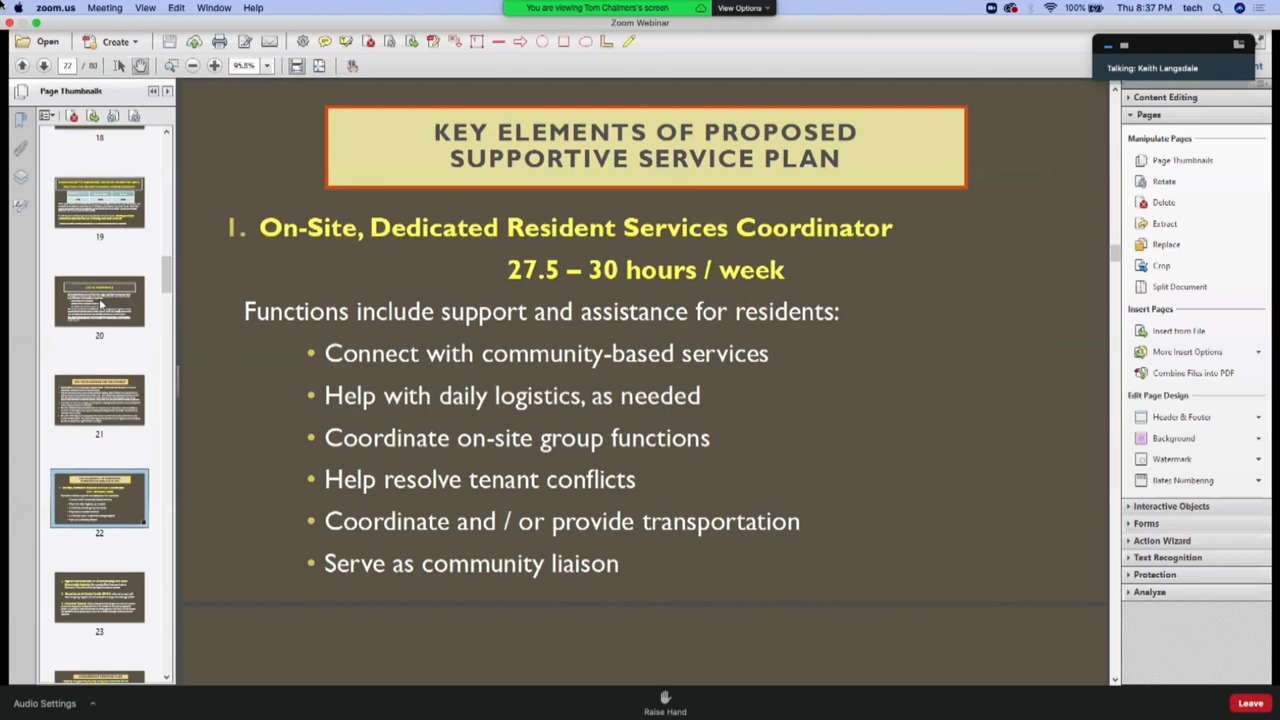 zoom.us Meeting View Edit Window Help
You are viewing Tom Chalmers's screen
View Options
100%
Thu 8:37 PM tech
Zoom Webinar
Open
Create
22 / 80
95.8%
Talking: Keith Langsdale
Page Thumbnails
18
19
20
21
22
23
KEY ELEMENTS OF PROPOSED
SUPPORTIVE SERVICE PLAN
1. On-Site, Dedicated Resident Services Coordinator
27.5 – 30 hours / week
Functions include support and assistance for residents:
• Connect with community-based services
• Help with daily logistics, as needed
• Coordinate on-site group functions
• Help resolve tenant conflicts
• Coordinate and / or provide transportation
• Serve as community liaison
Content Editing
Pages
Manipulate Pages
Page Thumbnails
Rotate
Delete
Extract
Replace
Crop
Split Document
Insert Pages
Insert from File
More Insert Options
Combine Files into PDF
Edit Page Design
Header & Footer
Background
Watermark
Bates Numbering
Interactive Objects
Forms
Action Wizard
Text Recognition
Protection
Analyze
Audio Settings
Raise Hand
Leave